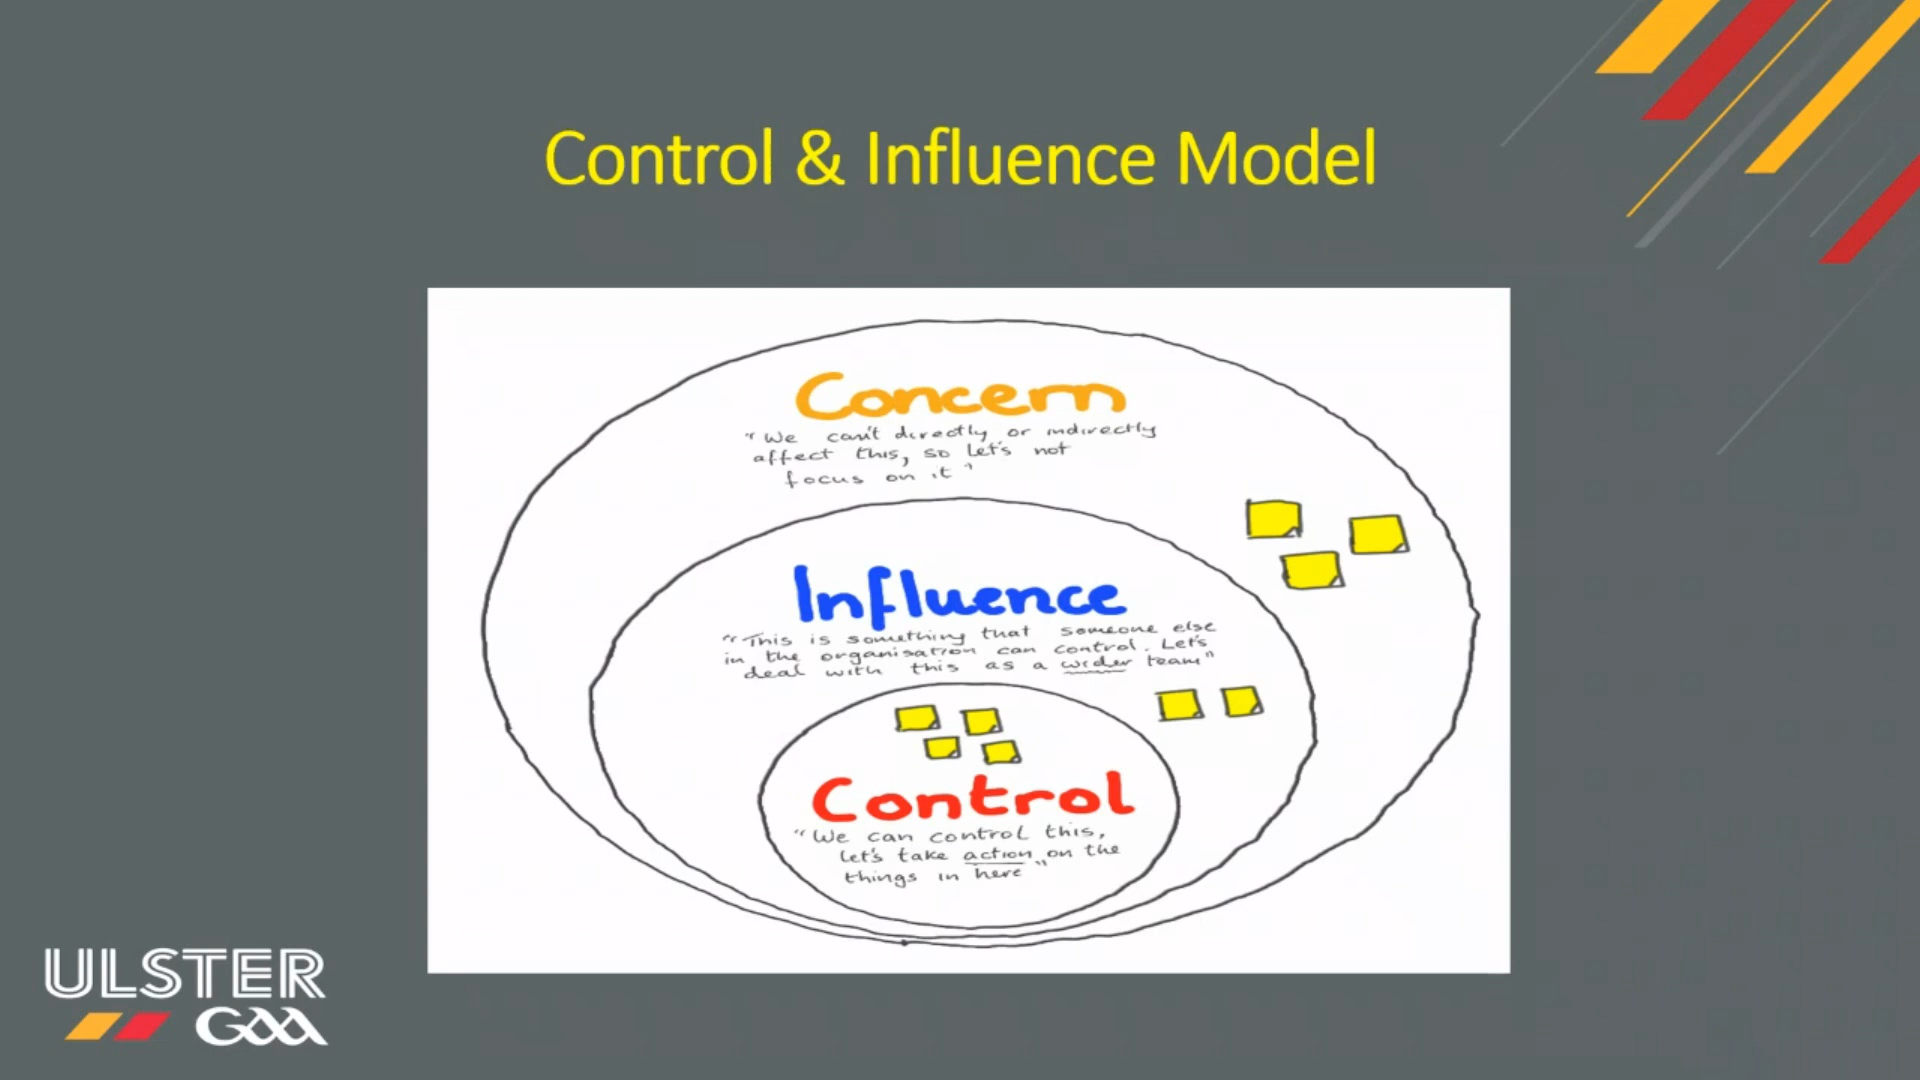 Control & Influence Model
Concern
"We can't directly or indirectly
affect this, so let's not
focus on it"
Influence
"This is something that someone else
in the organisation can control. Let's
deal with this as a wider team"
Control
"We can control this,
let's take action on the
things in here"
ULSTER
GAA